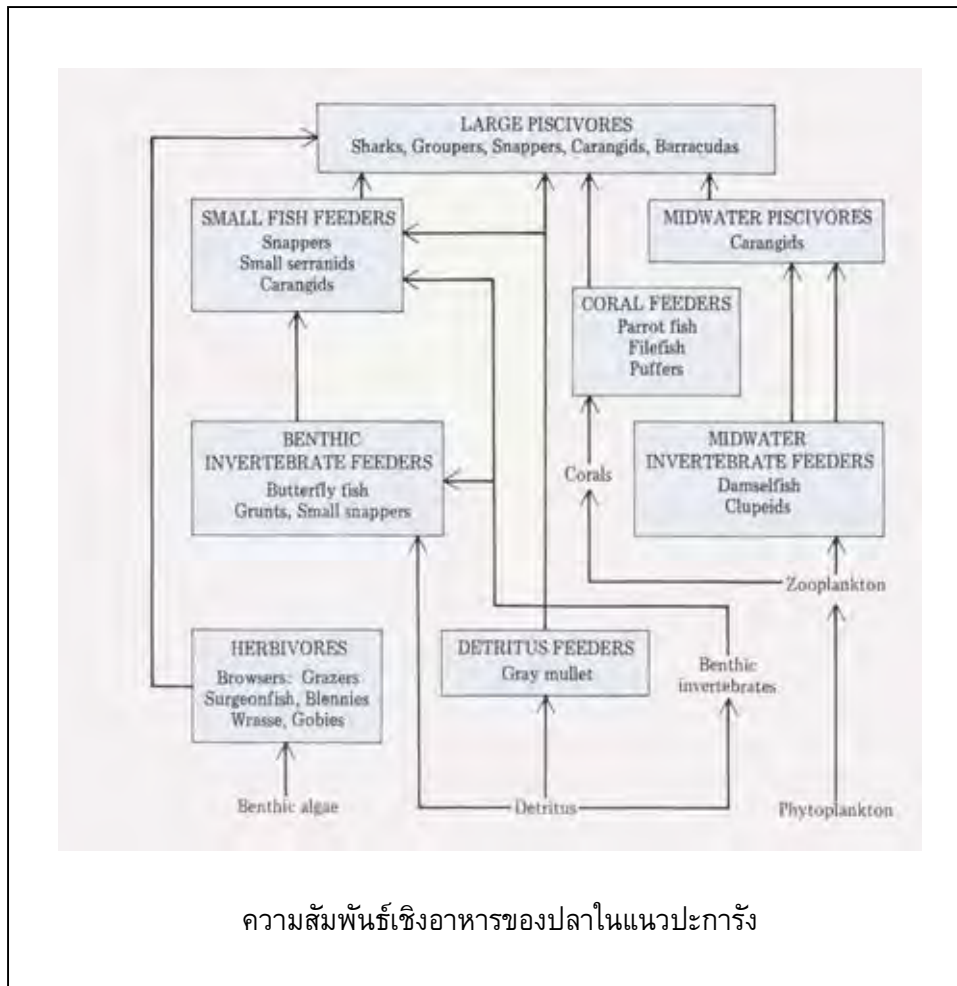 LARGE PISCIVORES
Sharks, Groupers, Snappers, Carangids, Barracudas
SMALL FISH FEEDERS
Snappers
Small serranids
Carangids
MIDWATER PISCIVORES
Carangids
CORAL FEEDERS
Parrot fish
Filefish
Puffers
BENTHIC
INVERTEBRATE FEEDERS
Butterfly fish
Grunts, Small snappers
Corals
MIDWATER
INVERTEBRATE FEEDERS
Damselfish
Clupeids
Zooplankton
HERBIVORES
Browsers: Grazers
Surgeonfish, Blennies
Wrasse, Gobies
DETRITUS FEEDERS
Gray mullet
Benthic
invertebrates
Benthic algae
Detritus
Phytoplankton
ความสัมพันธ์เชิงอาหารของปลาในแนวปะการัง